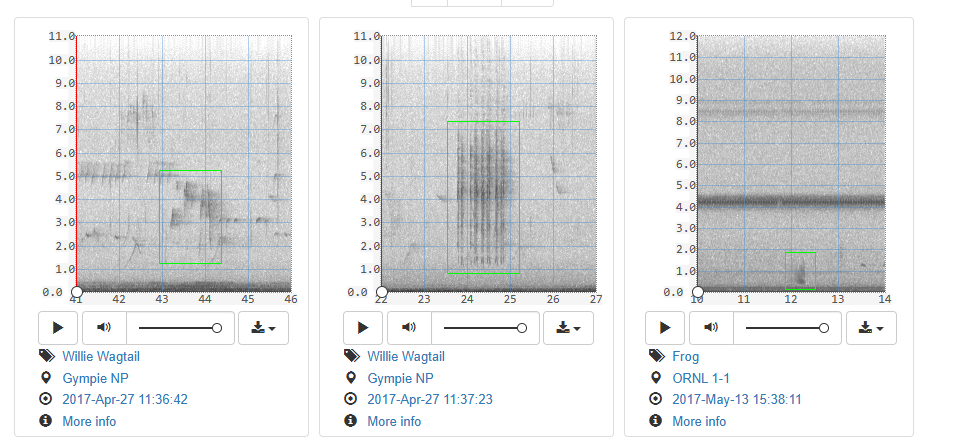 11.0
10.0
9.0
8.0
7.0
6.0
5.0
4.0
3.0
2.0
1.0
0.0
41 42 43 44 45 46
Willie Wagtail
Gympie NP
2017-Apr-27 11:36:42
More info
11.0
10.0
9.0
8.0
7.0
6.0
5.0
4.0
3.0
2.0
1.0
0.0
22 23 24 25 26 27
Willie Wagtail
Gympie NP
2017-Apr-27 11:37:23
More info
12.0
11.0
10.0
9.0
8.0
7.0
6.0
5.0
4.0
3.0
2.0
1.0
0.0
10 11 12 13 14
Frog
ORNL 1-1
2017-May-13 15:38:11
More info